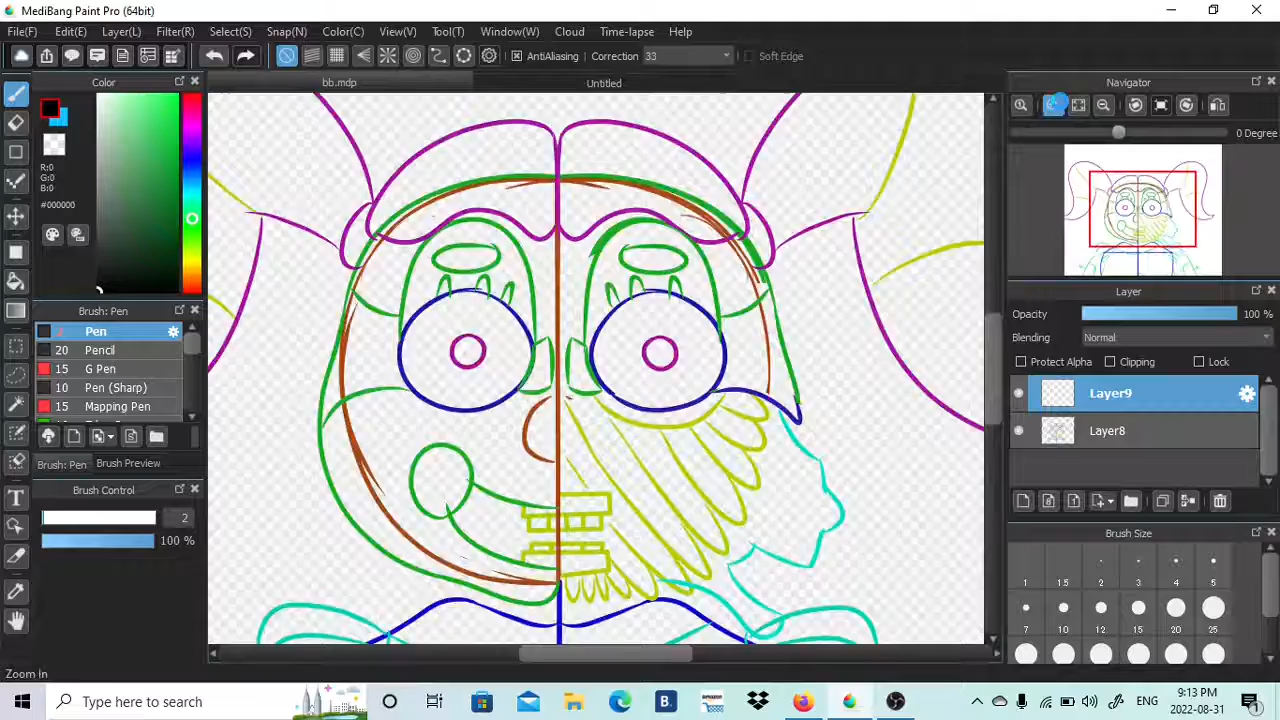 MediBang Paint Pro (64bit)
File(F) Edit(E) Layer(L) Filter(R) Select(S) Snap(N) Color(C) View(V) Tool(T) Window(W) Cloud Time-lapse Help
AntiAliasing Correction 33 Soft Edge
Color
bb.mdp Untitled
Navigator
0 Degree
R:0
G:0
B:0
#000000
Brush: Pen
2 Pen
20 Pencil
15 G Pen
10 Pen (Sharp)
15 Mapping Pen
Brush: Pen Brush Preview
Brush Control
2
100 %
Layer
Opacity 100 %
Blending Normal
Protect Alpha Clipping Lock
Layer9
Layer8
Brush Size
1 1.5 2 3 4 5
7 10 12 15 20 25
Zoom In
Type here to search
B.
ENG
9:13 PM
2022-08-31
1